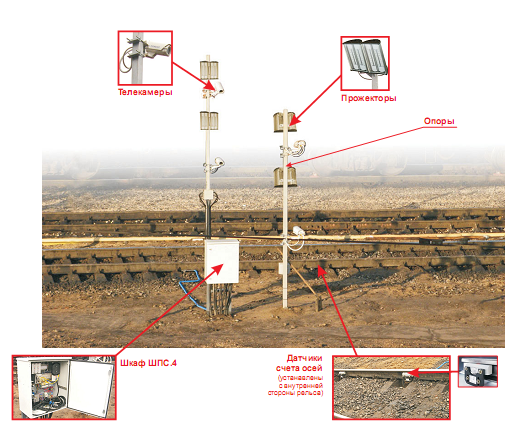 Телекамеры
Прожекторы
Опоры
Шкаф ШПС.4
Датчики
счета осей
(установлены
с внутренней
стороны рельса)